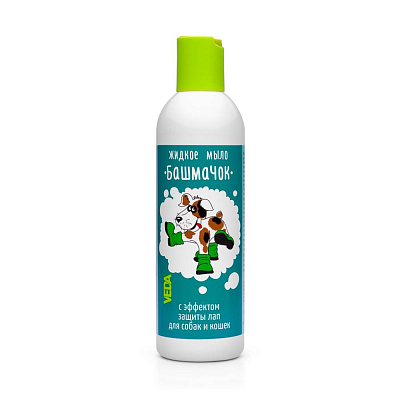 жидкое мыло
·Башмачок·
VEDA
с эффектом
защиты лап
для собак и кошек